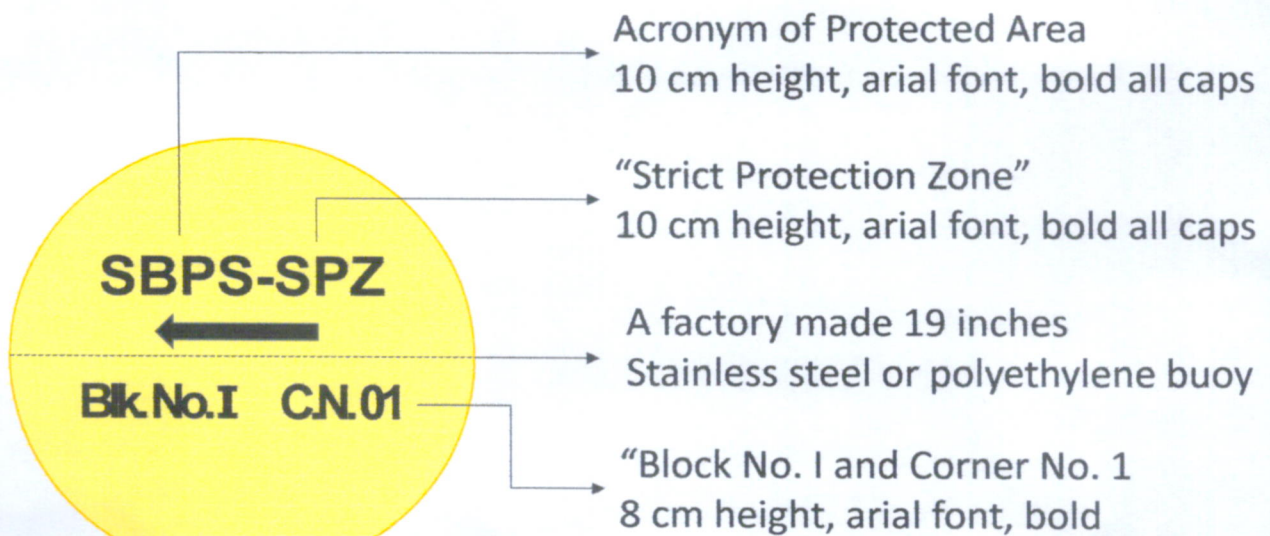 Acronym of Protected Area
10 cm height, arial font, bold all caps
“Strict Protection Zone”
10 cm height, arial font, bold all caps
SBPS-SPZ
A factory made 19 inches
Stainless steel or polyethylene buoy
Blk.No.I C.N.01
“Block No. I and Corner No. 1
8 cm height, arial font, bold